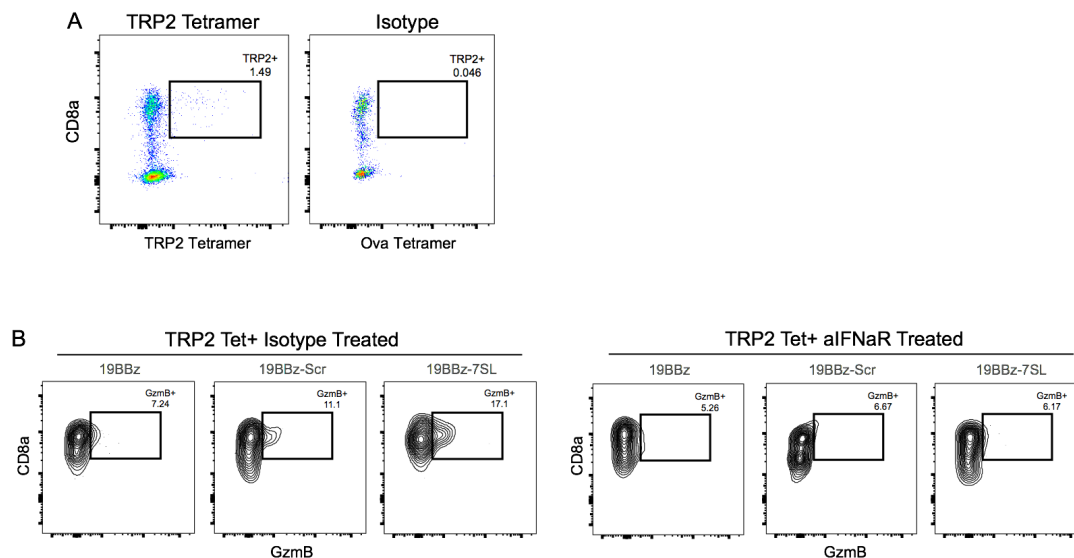 A
TRP2 Tetramer
Isotype
TRP2+
1.49
TRP2+
0.046
CD8a
TRP2 Tetramer
Ova Tetramer
B
TRP2 Tet+ Isotype Treated
TRP2 Tet+ aIFNaR Treated
19BBz
19BBz-Scr
19BBz-7SL
19BBz
19BBz-Scr
19BBz-7SL
GzmB+
7.24
GzmB+
11.1
GzmB+
17.1
GzmB+
5.26
GzmB+
6.67
GzmB+
6.17
CD8a
CD8a
GzmB
GzmB